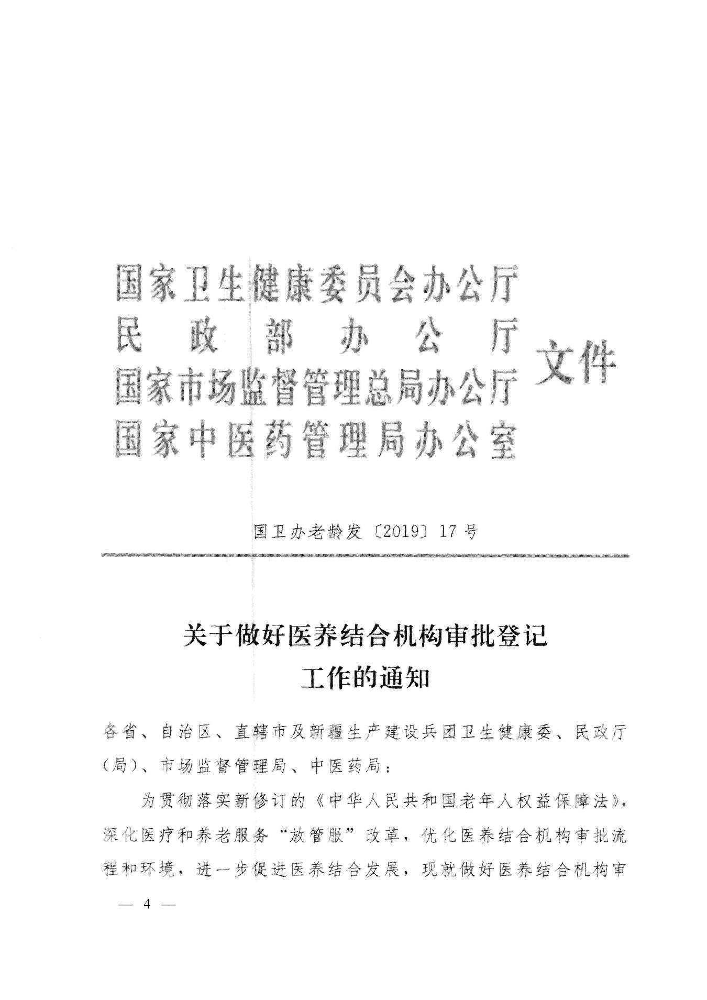 国家卫生健康委员会办公厅
民政部办公厅
国家市场监督管理总局办公厅
国家中医药管理局办公室
文件
国卫办老龄发〔2019〕17号
关于做好医养结合机构审批登记
工作的通知
各省、自治区、直辖市及新疆生产建设兵团卫生健康委、民政厅
（局）、市场监督管理局、中医药局：
为贯彻落实新修订的《中华人民共和国老年人权益保障法》，
深化医疗和养老服务“放管服”改革，优化医养结合机构审批流
程和环境，进一步促进医养结合发展，现就做好医养结合机构审
— 4 —